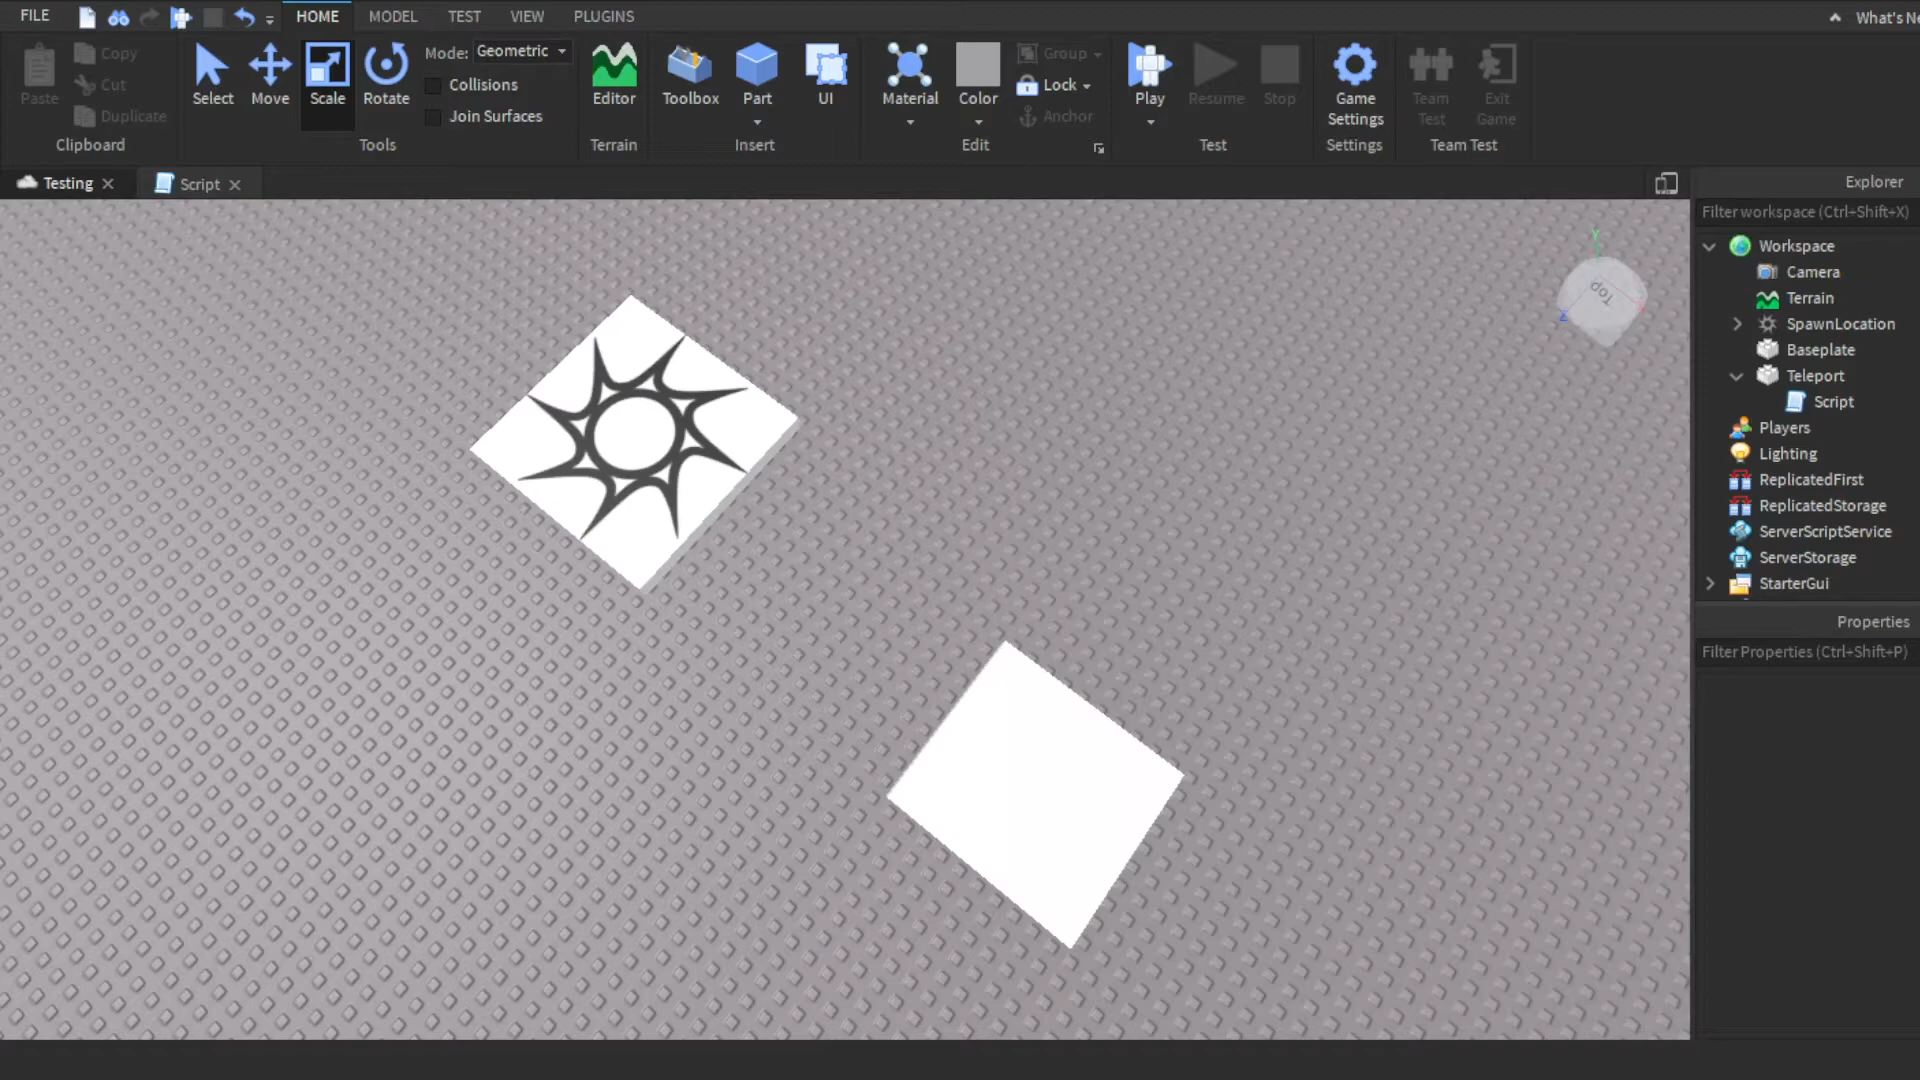 FILE HOME MODEL TEST VIEW PLUGINS What's Ne
Paste Copy Cut Duplicate
Clipboard
Select Move Scale Rotate
Mode: Geometric
Collisions
Join Surfaces
Tools
Editor
Terrain
Toolbox Part UI
Insert
Material Color
Group
Lock
Anchor
Edit
Play Resume Stop
Test
Game Settings
Settings
Team Test Exit Game
Team Test
Testing Script
Explorer
Filter workspace (Ctrl+Shift+X)
Workspace
Camera
Terrain
SpawnLocation
Baseplate
Teleport
Script
Players
Lighting
ReplicatedFirst
ReplicatedStorage
ServerScriptService
ServerStorage
StarterGui
Properties
Filter Properties (Ctrl+Shift+P)
Y
Top
Z